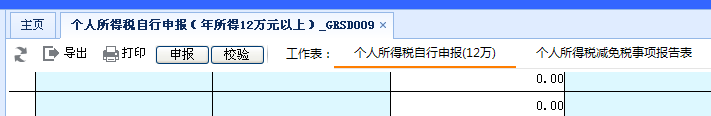 主页 个人所得税自行申报（年所得12万元以上）_GRSD009 ×
导出 打印 申报 校验 工作表： 个人所得税自行申报(12万) 个人所得税减免税事项报告表
0.00
0.00